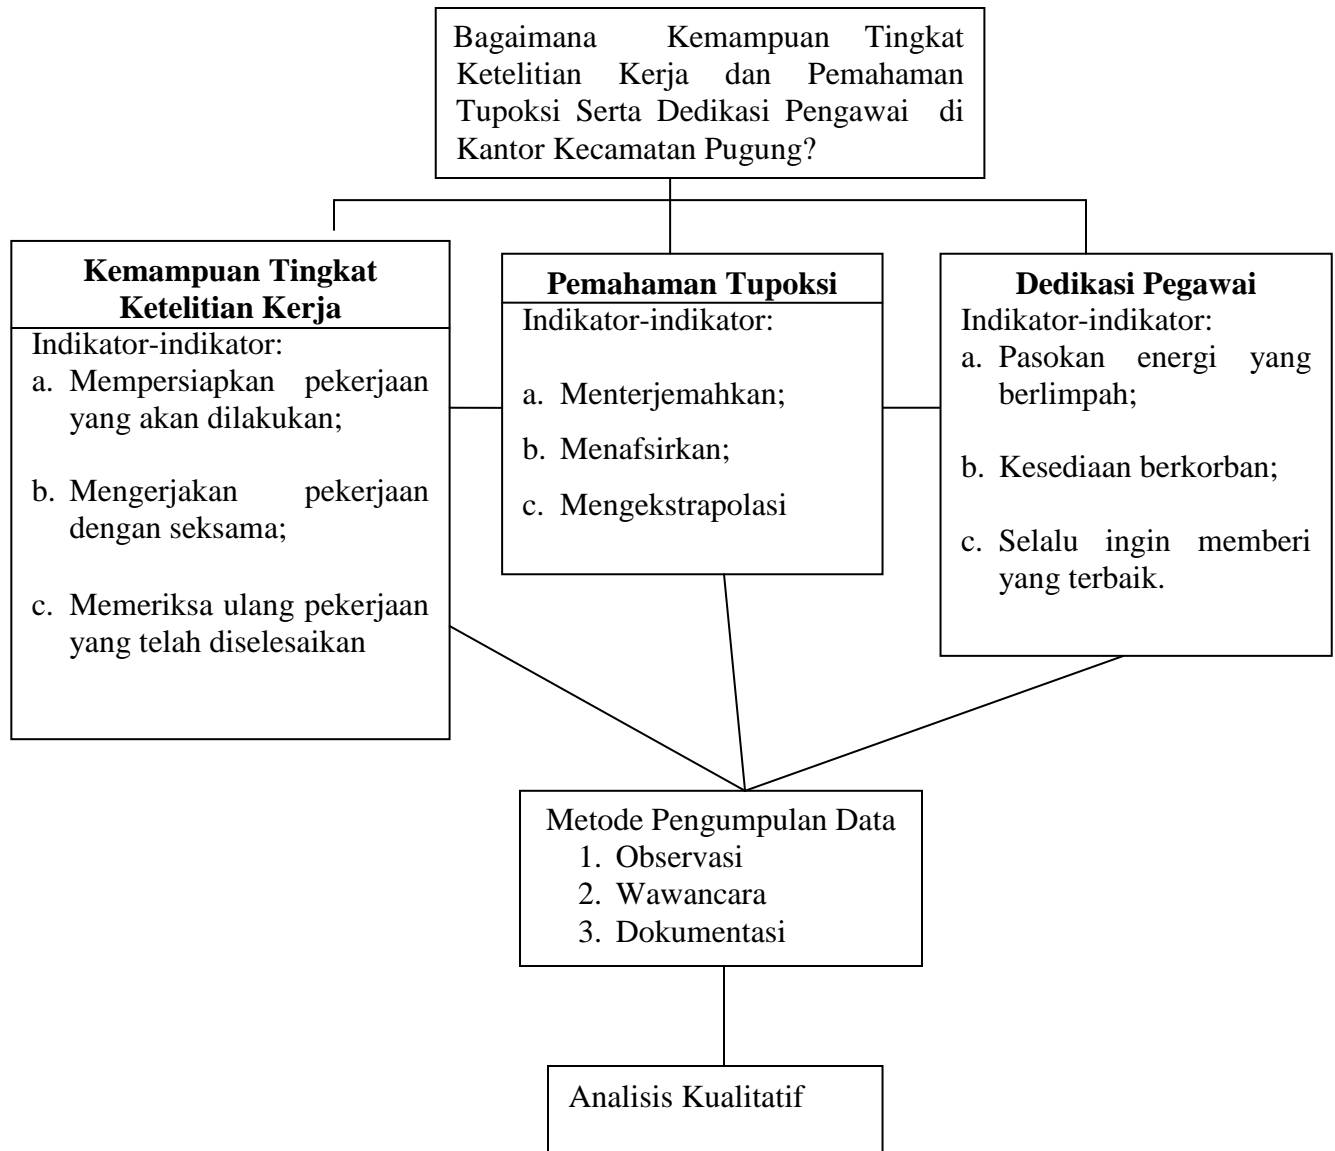 Bagaimana Kemampuan Tingkat
Ketelitian Kerja dan Pemahaman
Tupoksi Serta Dedikasi Pengawai di
Kantor Kecamatan Pugung?
Kemampuan Tingkat
Ketelitian Kerja
Indikator-indikator:
a. Mempersiapkan pekerjaan
yang akan dilakukan;
b. Mengerjakan pekerjaan
dengan seksama;
c. Memeriksa ulang pekerjaan
yang telah diselesaikan
Pemahaman Tupoksi
Indikator-indikator:
a. Menterjemahkan;
b. Menafsirkan;
c. Mengekstrapolasi
Dedikasi Pegawai
Indikator-indikator:
a. Pasokan energi yang
berlimpah;
b. Kesediaan berkorban;
c. Selalu ingin memberi
yang terbaik.
Metode Pengumpulan Data
1. Observasi
2. Wawancara
3. Dokumentasi
Analisis Kualitatif